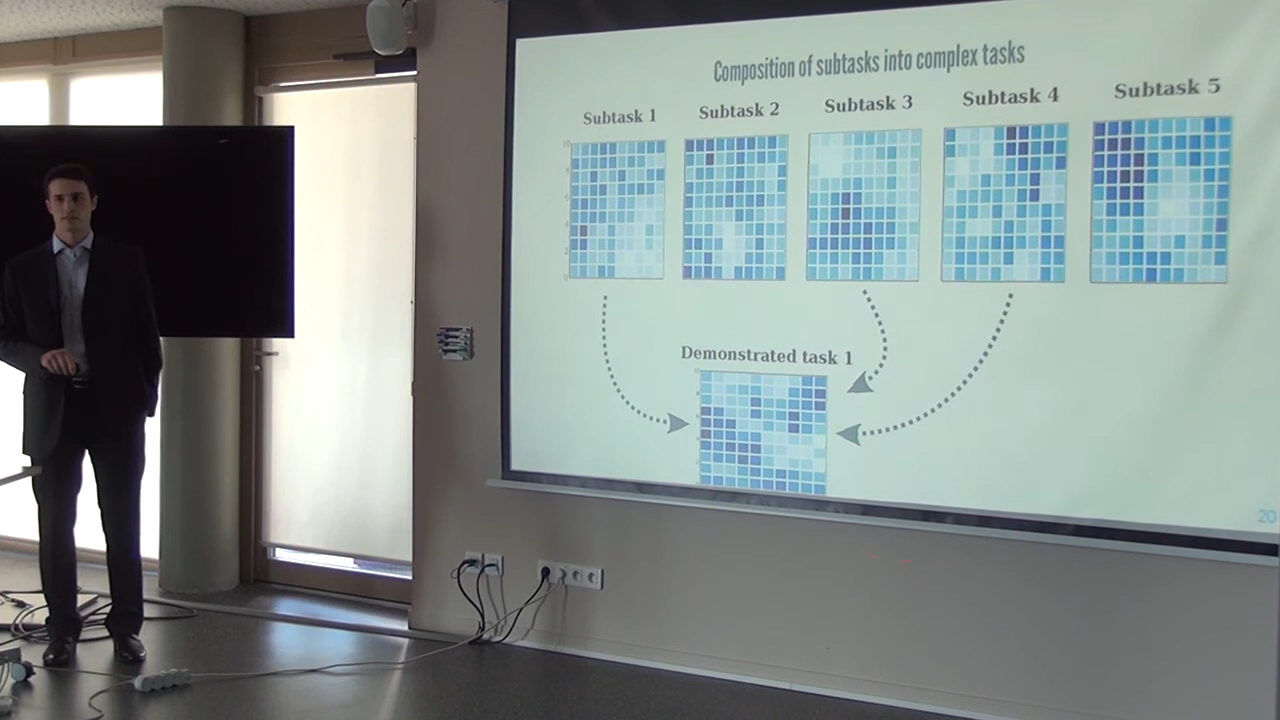 Composition of subtasks into complex tasks
Subtask 1
Subtask 2
Subtask 3
Subtask 4
Subtask 5
Demonstrated task 1
20